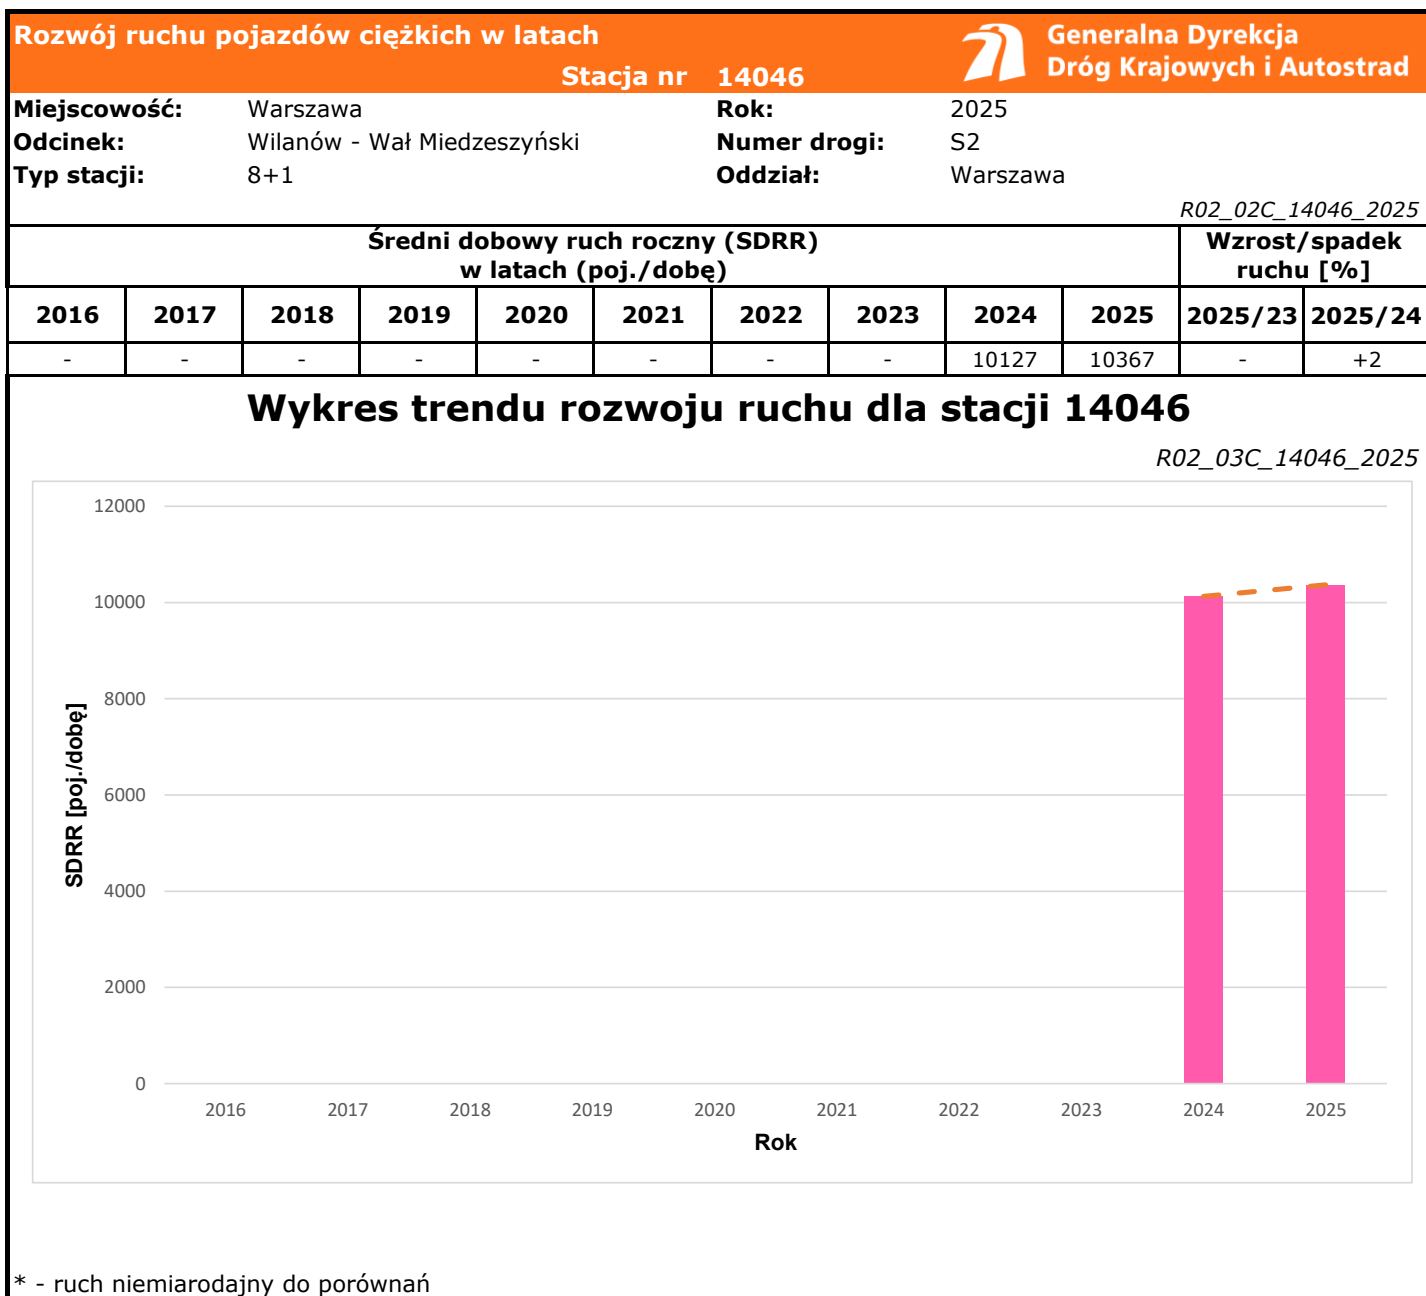 Rozwój ruchu pojazdów ciężkich w latach
Stacja nr 14046
Generalna Dyrekcja
Dróg Krajowych i Autostrad
Miejscowość: Warszawa Rok: 2025
Odcinek: Wilanów - Wał Miedzeszyński Numer drogi: S2
Typ stacji: 8+1 Oddział: Warszawa
R02_02C_14046_2025
Średni dobowy ruch roczny (SDRR)
w latach (poj./dobę)
Wzrost/spadek
ruchu [%]
2016 2017 2018 2019 2020 2021 2022 2023 2024 2025 2025/23 2025/24
- - - - - - - - 10127 10367 - +2
Wykres trendu rozwoju ruchu dla stacji 14046
R02_03C_14046_2025
12000
10000
8000
6000
4000
2000
0
SDRR [poj./dobę]
2016 2017 2018 2019 2020 2021 2022 2023 2024 2025
Rok
* - ruch niemiarodajny do porównań